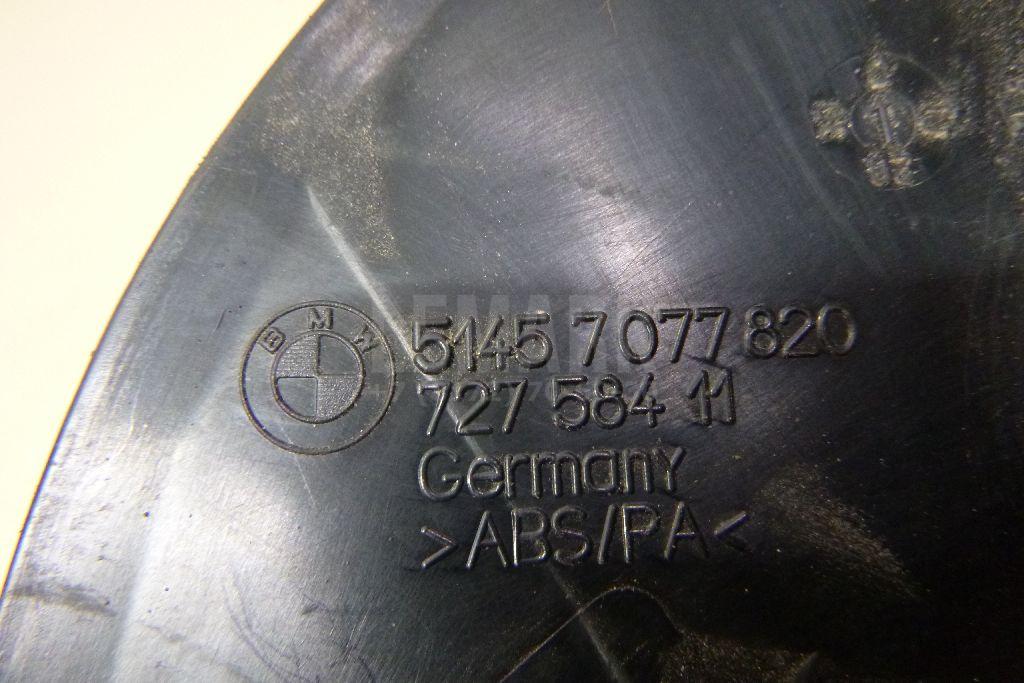 BMW
5145 7 077 820
727 584 11
Germany
>ABS/PA<